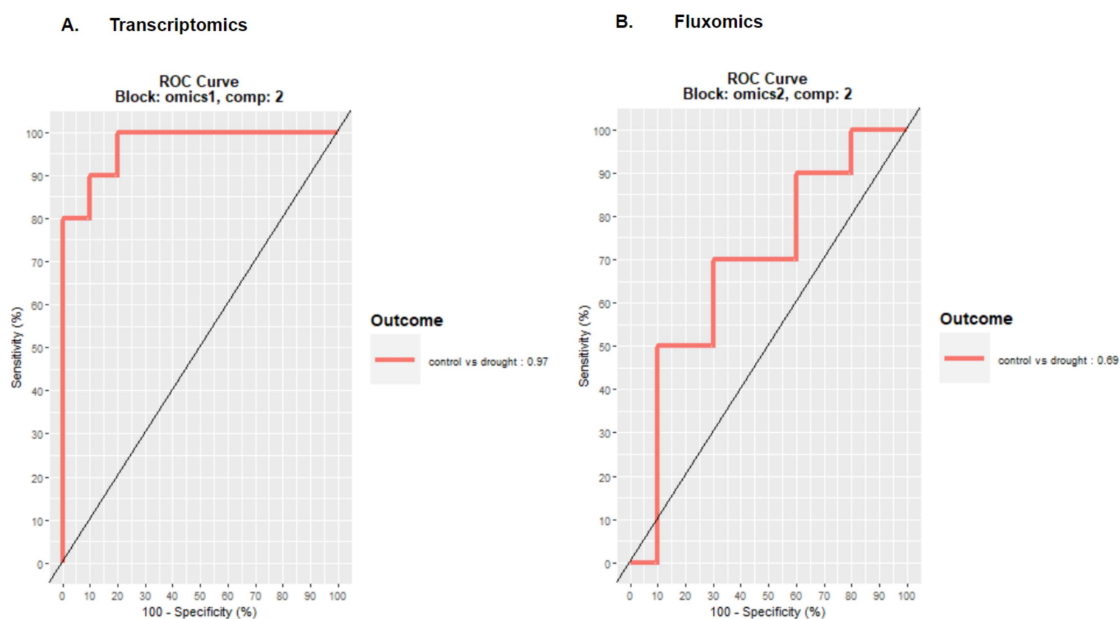 A. Transcriptomics
ROC Curve
Block: omics1, comp: 2
100
90
80
70
60
50
40
30
20
10
0
Sensitivity (%)
0 10 20 30 40 50 60 70 80 90 100
100 - Specificity (%)
Outcome
control vs drought : 0.97
B. Fluxomics
ROC Curve
Block: omics2, comp: 2
100
90
80
70
60
50
40
30
20
10
0
Sensitivity (%)
0 10 20 30 40 50 60 70 80 90 100
100 - Specificity (%)
Outcome
control vs drought : 0.69